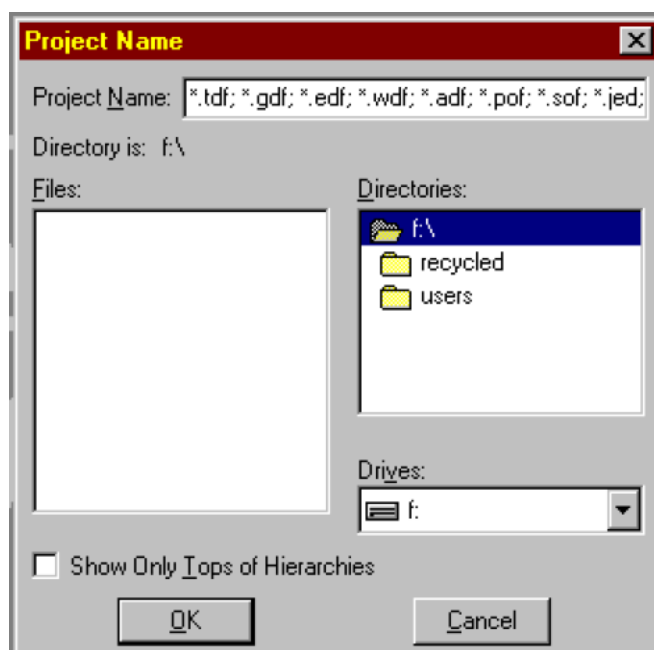 Project Name
Project Name: *.tdf; *.gdf; *.edf; *.wdf; *.adf; *.pof; *.sof; *.jed;
Directory is: f:\
Files:
Directories:
f:\
recycled
users
Drives:
f:
Show Only Tops of Hierarchies
OK
Cancel